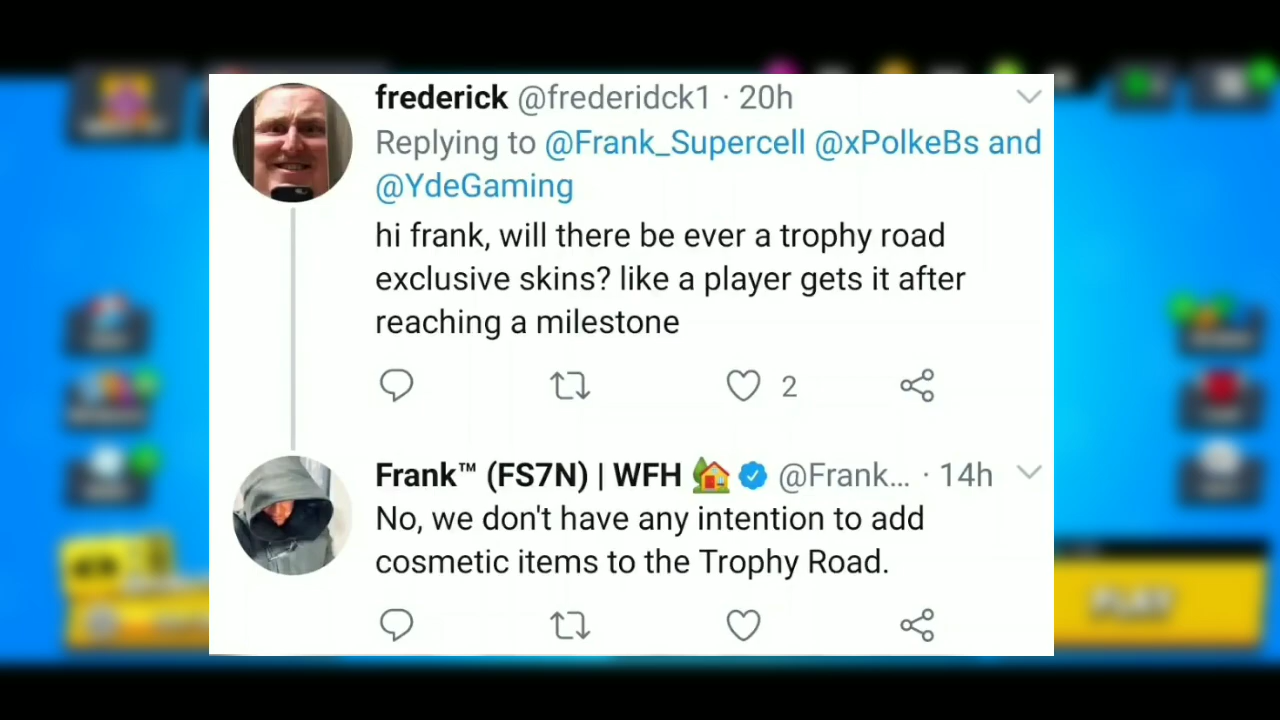 frederick @frederidck1 · 20h
Replying to @Frank_Supercell @xPolkeBs and
@YdeGaming
hi frank, will there be ever a trophy road
exclusive skins? like a player gets it after
reaching a milestone
2
Frank™ (FS7N) | WFH 🏡 @Frank... · 14h
No, we don't have any intention to add
cosmetic items to the Trophy Road.
PLAY